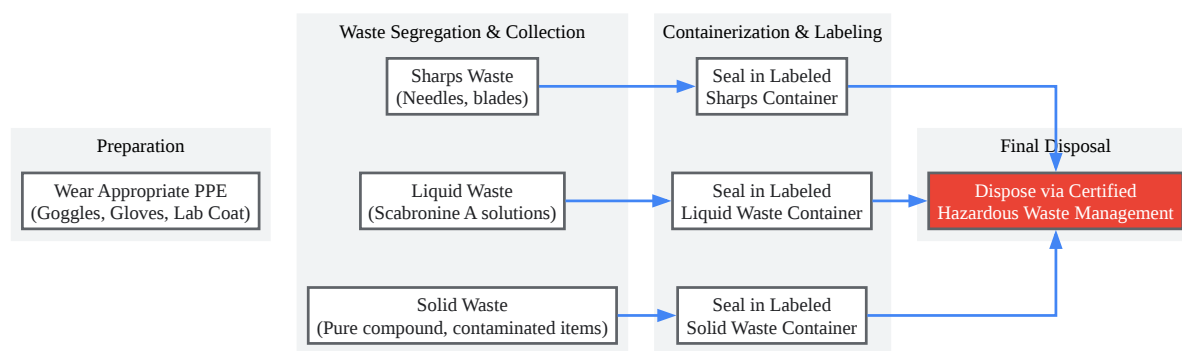 Preparation
Wear Appropriate PPE
(Goggles, Gloves, Lab Coat)
Waste Segregation & Collection
Sharps Waste
(Needles, blades)
Liquid Waste
(Scabronine A solutions)
Solid Waste
(Pure compound, contaminated items)
Containerization & Labeling
Seal in Labeled
Sharps Container
Seal in Labeled
Liquid Waste Container
Seal in Labeled
Solid Waste Container
Final Disposal
Dispose via Certified
Hazardous Waste Management